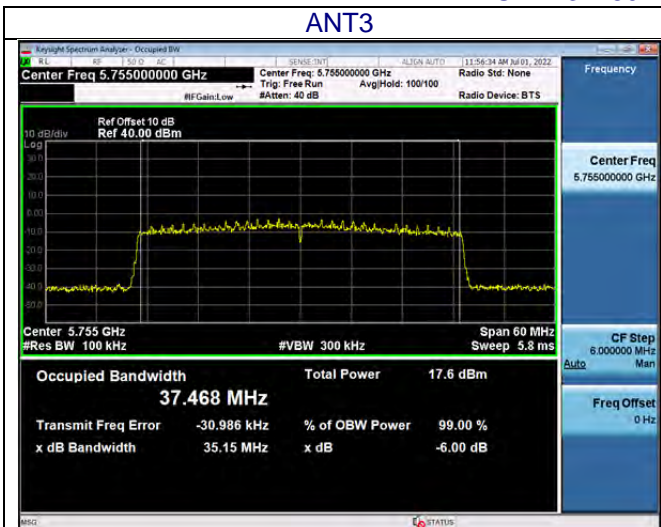 ANT3
Keysight Spectrum Analyzer - Occupied BW
RL RF 50 Ω AC SENSE:INT ALIGN AUTO 11:56:34 AM Jul 01, 2022
Center Freq 5.755000000 GHz
Center Freq: 5.755000000 GHz
Radio Std: None
Trig: Free Run Avg|Hold: 100/100
#IFGain:Low #Atten: 40 dB Radio Device: BTS
Frequency
Ref Offset 10 dB
10 dB/div Ref 40.00 dBm
Log
30.0
20.0
10.0
0.00
-10.0
-20.0
-30.0
-40.0
-50.0
Center 5.755 GHz Span 60 MHz
#Res BW 100 kHz #VBW 300 kHz Sweep 5.8 ms
Center Freq
5.755000000 GHz
CF Step
6.000000 MHz
Auto Man
Freq Offset
0 Hz
Occupied Bandwidth Total Power 17.6 dBm
37.468 MHz
Transmit Freq Error -30.986 kHz % of OBW Power 99.00 %
x dB Bandwidth 35.15 MHz x dB -6.00 dB
MSG STATUS